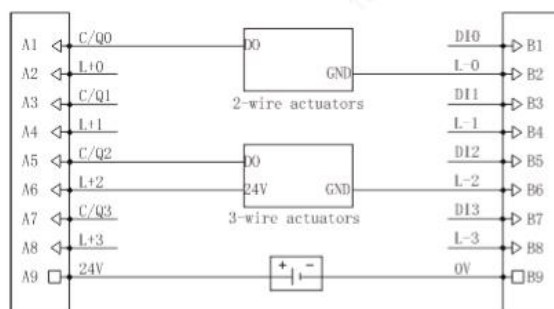 A1 C/Q0 DO DI0 B1
A2 L+0 GND L-0 B2
A3 C/Q1 2-wire actuators DI1 B3
A4 L+1 L-1 B4
A5 C/Q2 DO DI2 B5
A6 L+2 24V GND L-2 B6
A7 C/Q3 3-wire actuators DI3 B7
A8 L+3 L-3 B8
A9 24V + - 0V B9